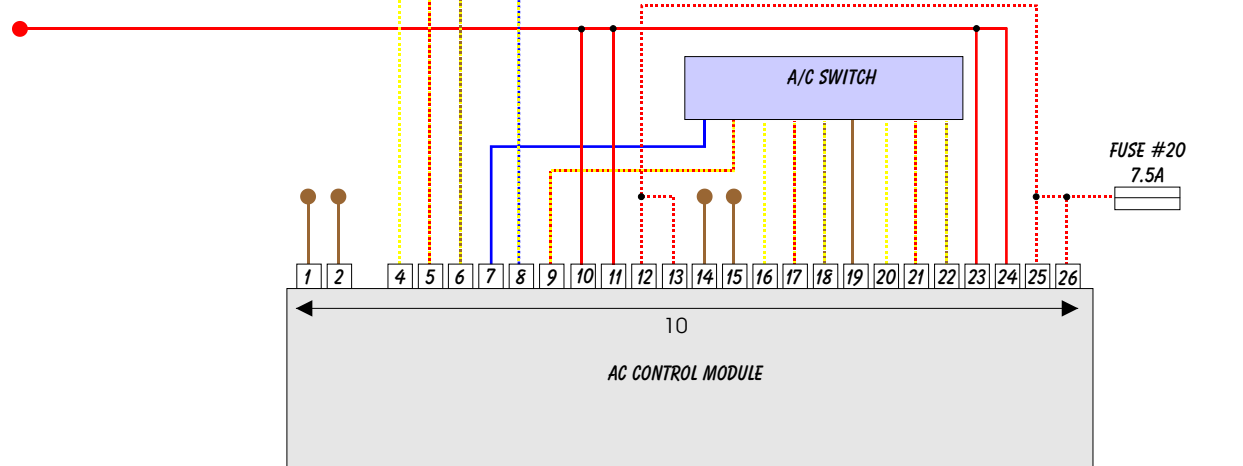 A/C SWITCH
FUSE #20
7.5A
1 2 4 5 6 7 8 9 10 11 12 13 14 15 16 17 18 19 20 21 22 23 24 25 26
10
AC CONTROL MODULE